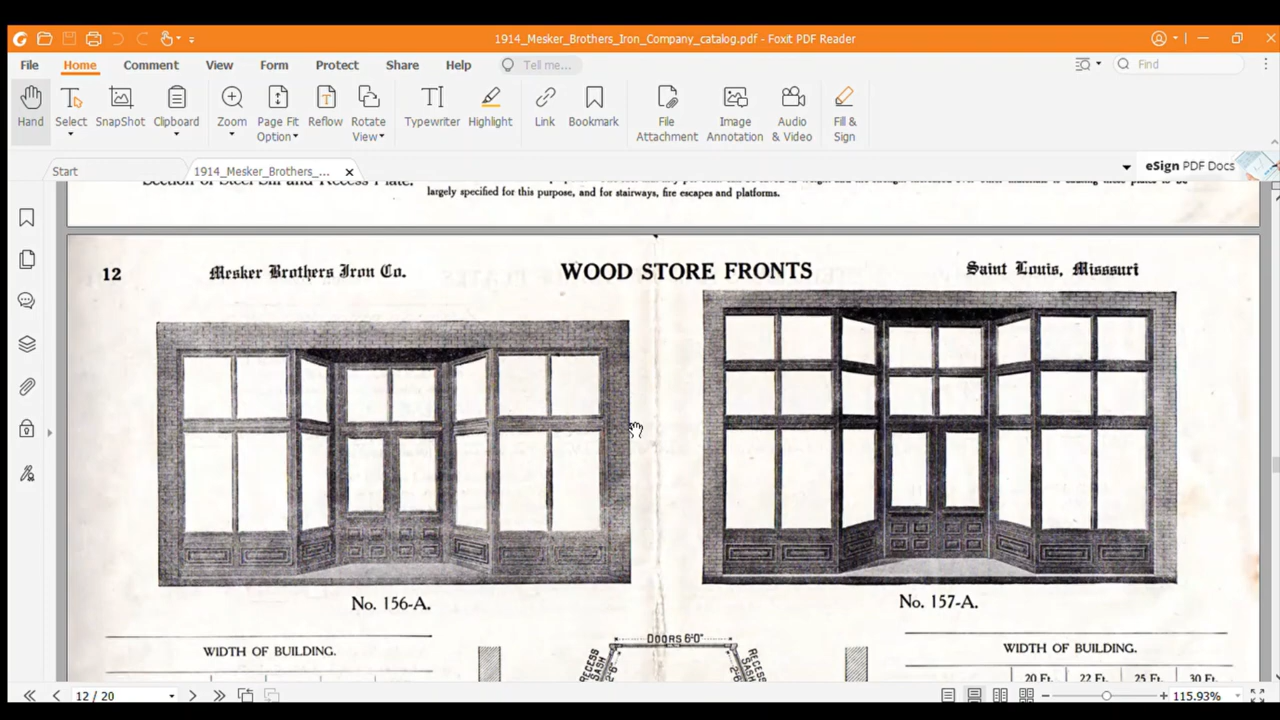 1914_Mesker_Brothers_Iron_Company_catalog.pdf - Foxit PDF Reader
File Home Comment View Form Protect Share Help Tell me... Find
Hand Select SnapShot Clipboard Zoom Page Fit Option Reflow Rotate View Typewriter Highlight Link Bookmark File Attachment Image Annotation Audio & Video Fill & Sign
Start 1914_Mesker_Brothers_... eSign PDF Docs
Section of Steel Sill and Recess Plate.
largely specified for this purpose, and for stairways, fire escapes and platforms.
12 Mesker Brothers Iron Co. WOOD STORE FRONTS Saint Louis, Missouri
No. 156-A. No. 157-A.
WIDTH OF BUILDING. DOORS 6'0" WIDTH OF BUILDING.
RECESS SASH RECESS SASH
20 Ft. 22 Ft. 25 Ft. 30 Ft.
12 / 20 115.93%